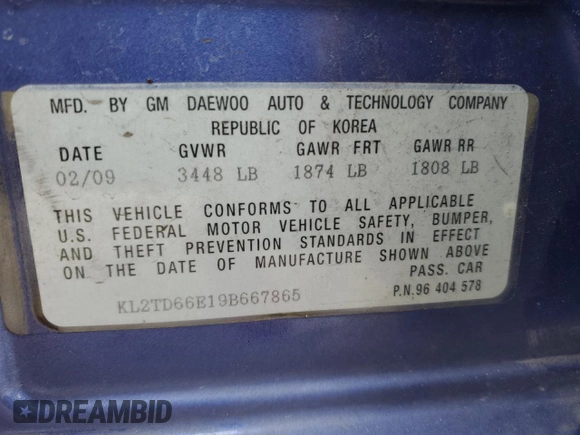 MFD. BY GM DAEWOO AUTO & TECHNOLOGY COMPANY
REPUBLIC OF KOREA
DATE GVWR GAWR FRT GAWR RR
02/09 3448 LB 1874 LB 1808 LB
THIS VEHICLE CONFORMS TO ALL APPLICABLE
U.S. FEDERAL MOTOR VEHICLE SAFETY, BUMPER,
AND THEFT PREVENTION STANDARDS IN EFFECT
ON THE DATE OF MANUFACTURE SHOWN ABOVE
PASS. CAR
KL2TD66E19B667865
P.N.96 404 578
DREAMBID